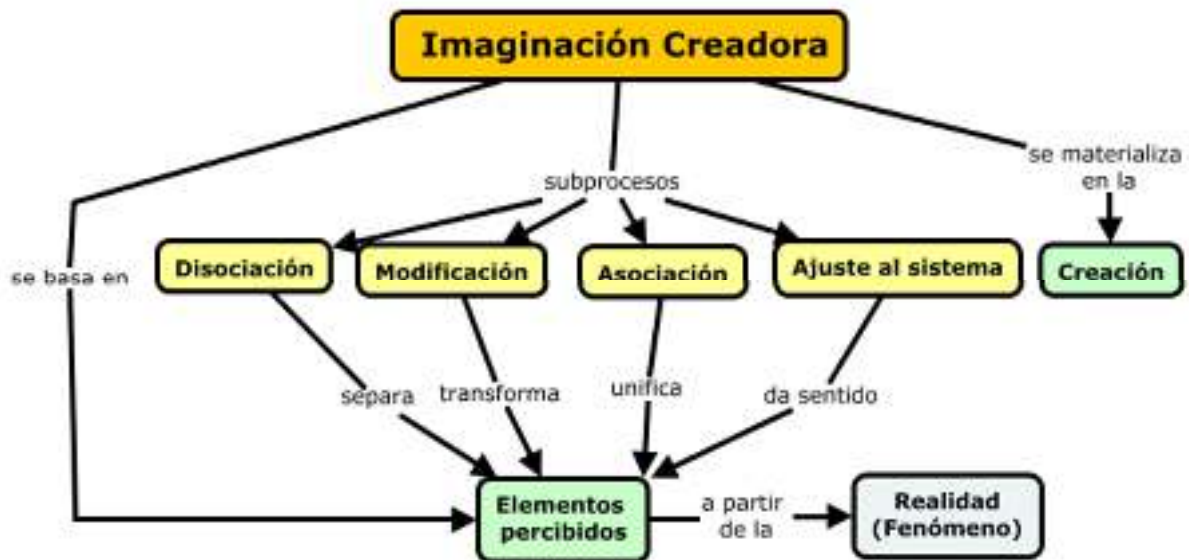 Imaginación Creadora
se materializa
en la
subprocesos
se basa en
Disociación
Modificación
Asociación
Ajuste al sistema
Creación
separa
transforma
unifica
da sentido
Elementos
percibidos
a partir
de la
Realidad
(Fenómeno)